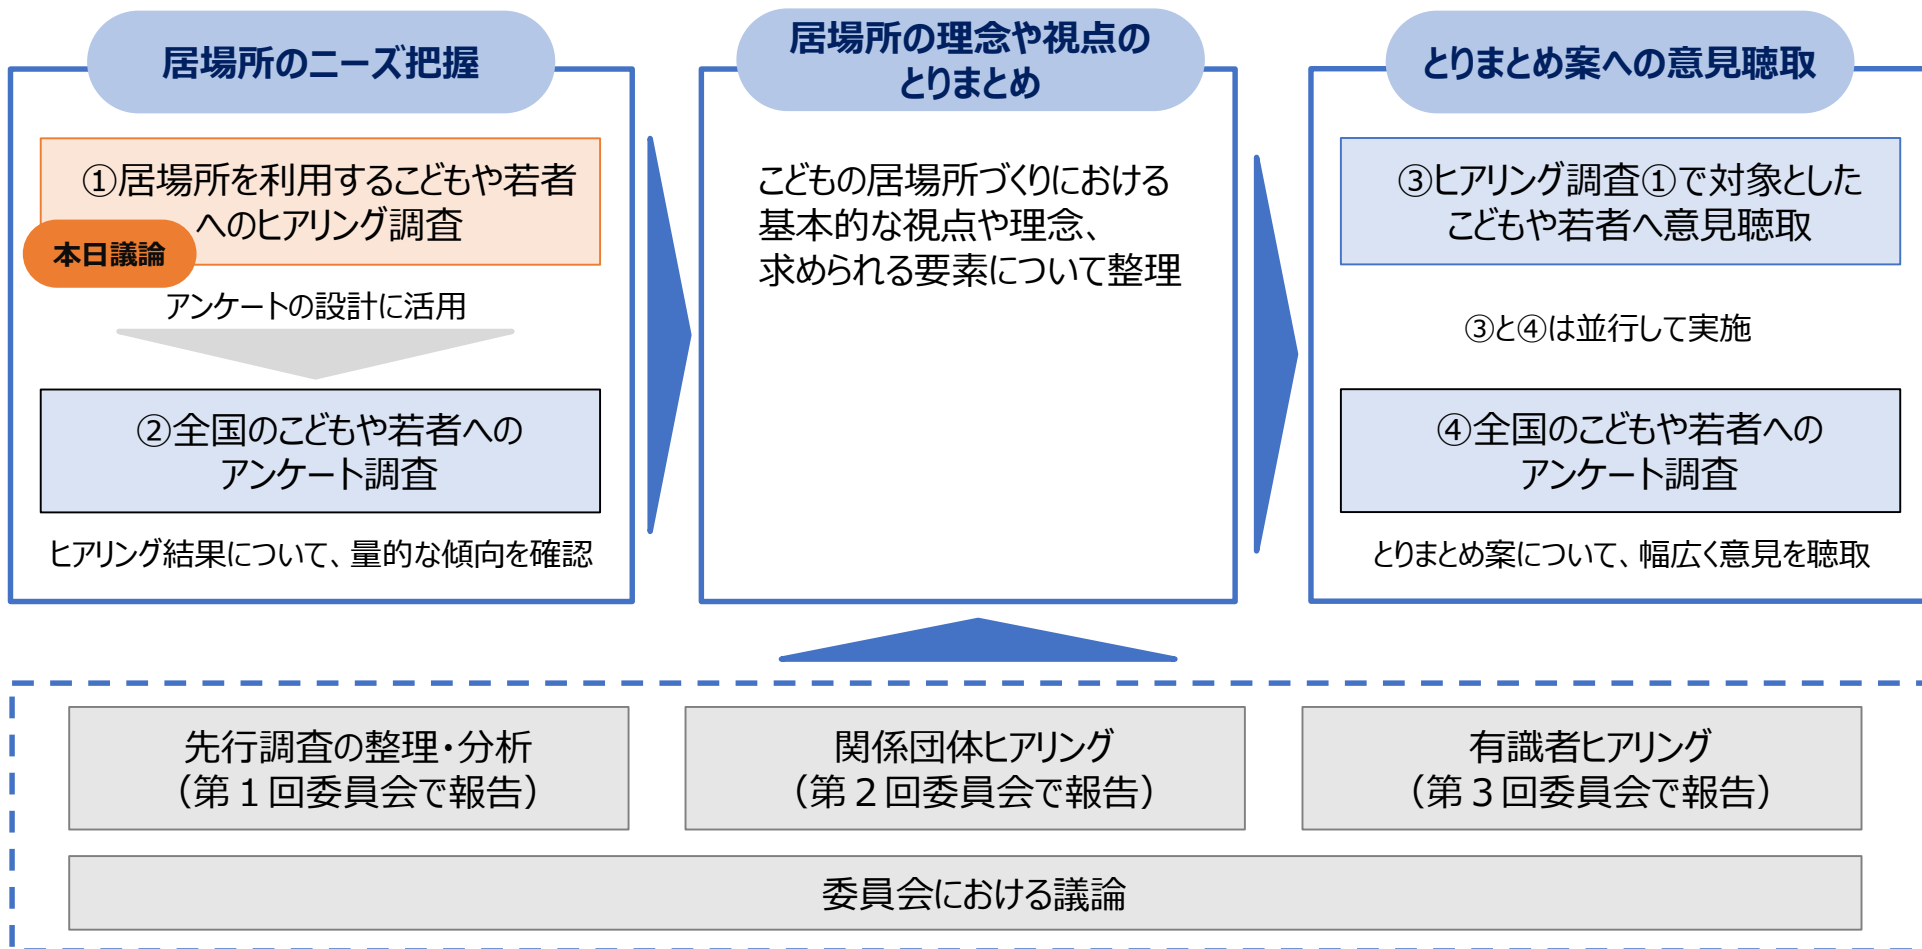 居場所のニーズ把握
①居場所を利用するこどもや若者
へのヒアリング調査
本日議論
アンケートの設計に活用
②全国のこどもや若者への
アンケート調査
ヒアリング結果について、量的な傾向を確認
居場所の理念や視点の
とりまとめ
こどもの居場所づくりにおける
基本的な視点や理念、
求められる要素について整理
とりまとめ案への意見聴取
③ヒアリング調査①で対象とした
こどもや若者へ意見聴取
③と④は並行して実施
④全国のこどもや若者への
アンケート調査
とりまとめ案について、幅広く意見を聴取
先行調査の整理・分析
（第１回委員会で報告）
関係団体ヒアリング
（第２回委員会で報告）
有識者ヒアリング
（第３回委員会で報告）
委員会における議論